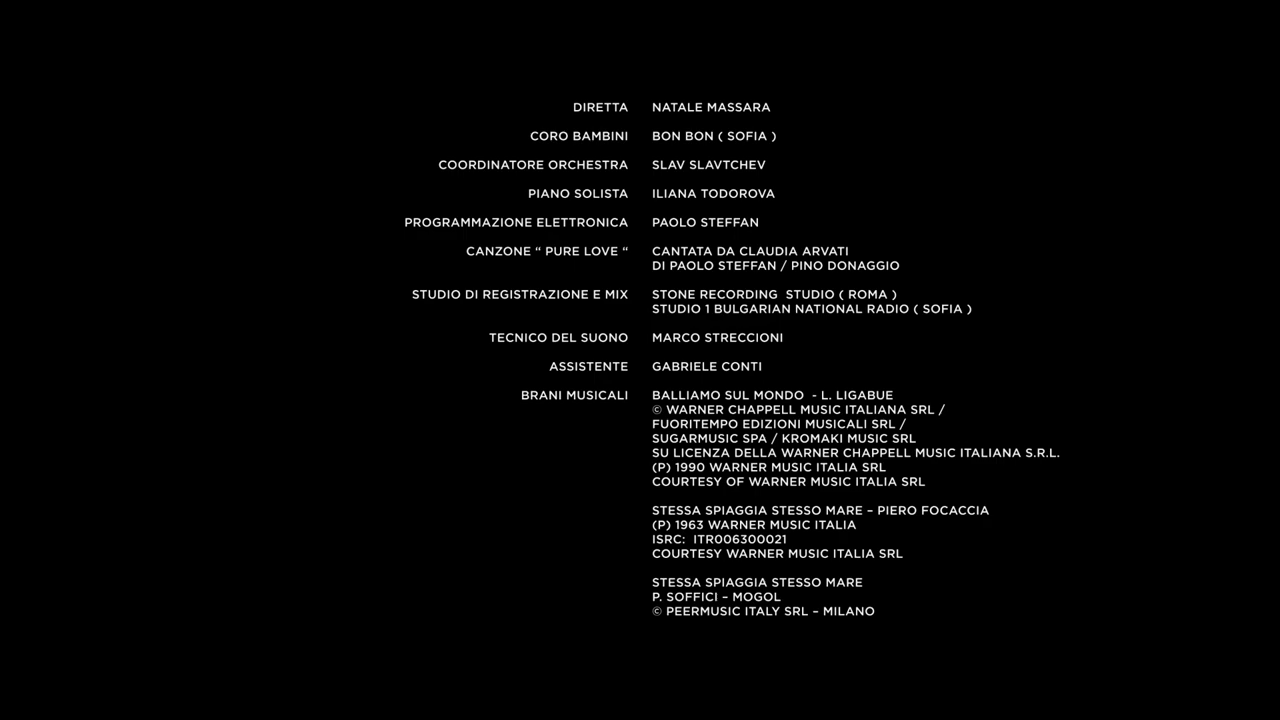 DIRETTA NATALE MASSARA
CORO BAMBINI BON BON ( SOFIA )
COORDINATORE ORCHESTRA SLAV SLAVTCHEV
PIANO SOLISTA ILIANA TODOROVA
PROGRAMMAZIONE ELETTRONICA PAOLO STEFFAN
CANZONE “ PURE LOVE “ CANTATA DA CLAUDIA ARVATI
DI PAOLO STEFFAN / PINO DONAGGIO
STUDIO DI REGISTRAZIONE E MIX STONE RECORDING STUDIO ( ROMA )
STUDIO 1 BULGARIAN NATIONAL RADIO ( SOFIA )
TECNICO DEL SUONO MARCO STRECCIONI
ASSISTENTE GABRIELE CONTI
BRANI MUSICALI BALLIAMO SUL MONDO - L. LIGABUE
© WARNER CHAPPELL MUSIC ITALIANA SRL /
FUORITEMPO EDIZIONI MUSICALI SRL /
SUGARMUSIC SPA / KROMAKI MUSIC SRL
SU LICENZA DELLA WARNER CHAPPELL MUSIC ITALIANA S.R.L.
(P) 1990 WARNER MUSIC ITALIA SRL
COURTESY OF WARNER MUSIC ITALIA SRL
STESSA SPIAGGIA STESSO MARE – PIERO FOCACCIA
(P) 1963 WARNER MUSIC ITALIA
ISRC: ITR006300021
COURTESY WARNER MUSIC ITALIA SRL
STESSA SPIAGGIA STESSO MARE
P. SOFFICI – MOGOL
© PEERMUSIC ITALY SRL – MILANO